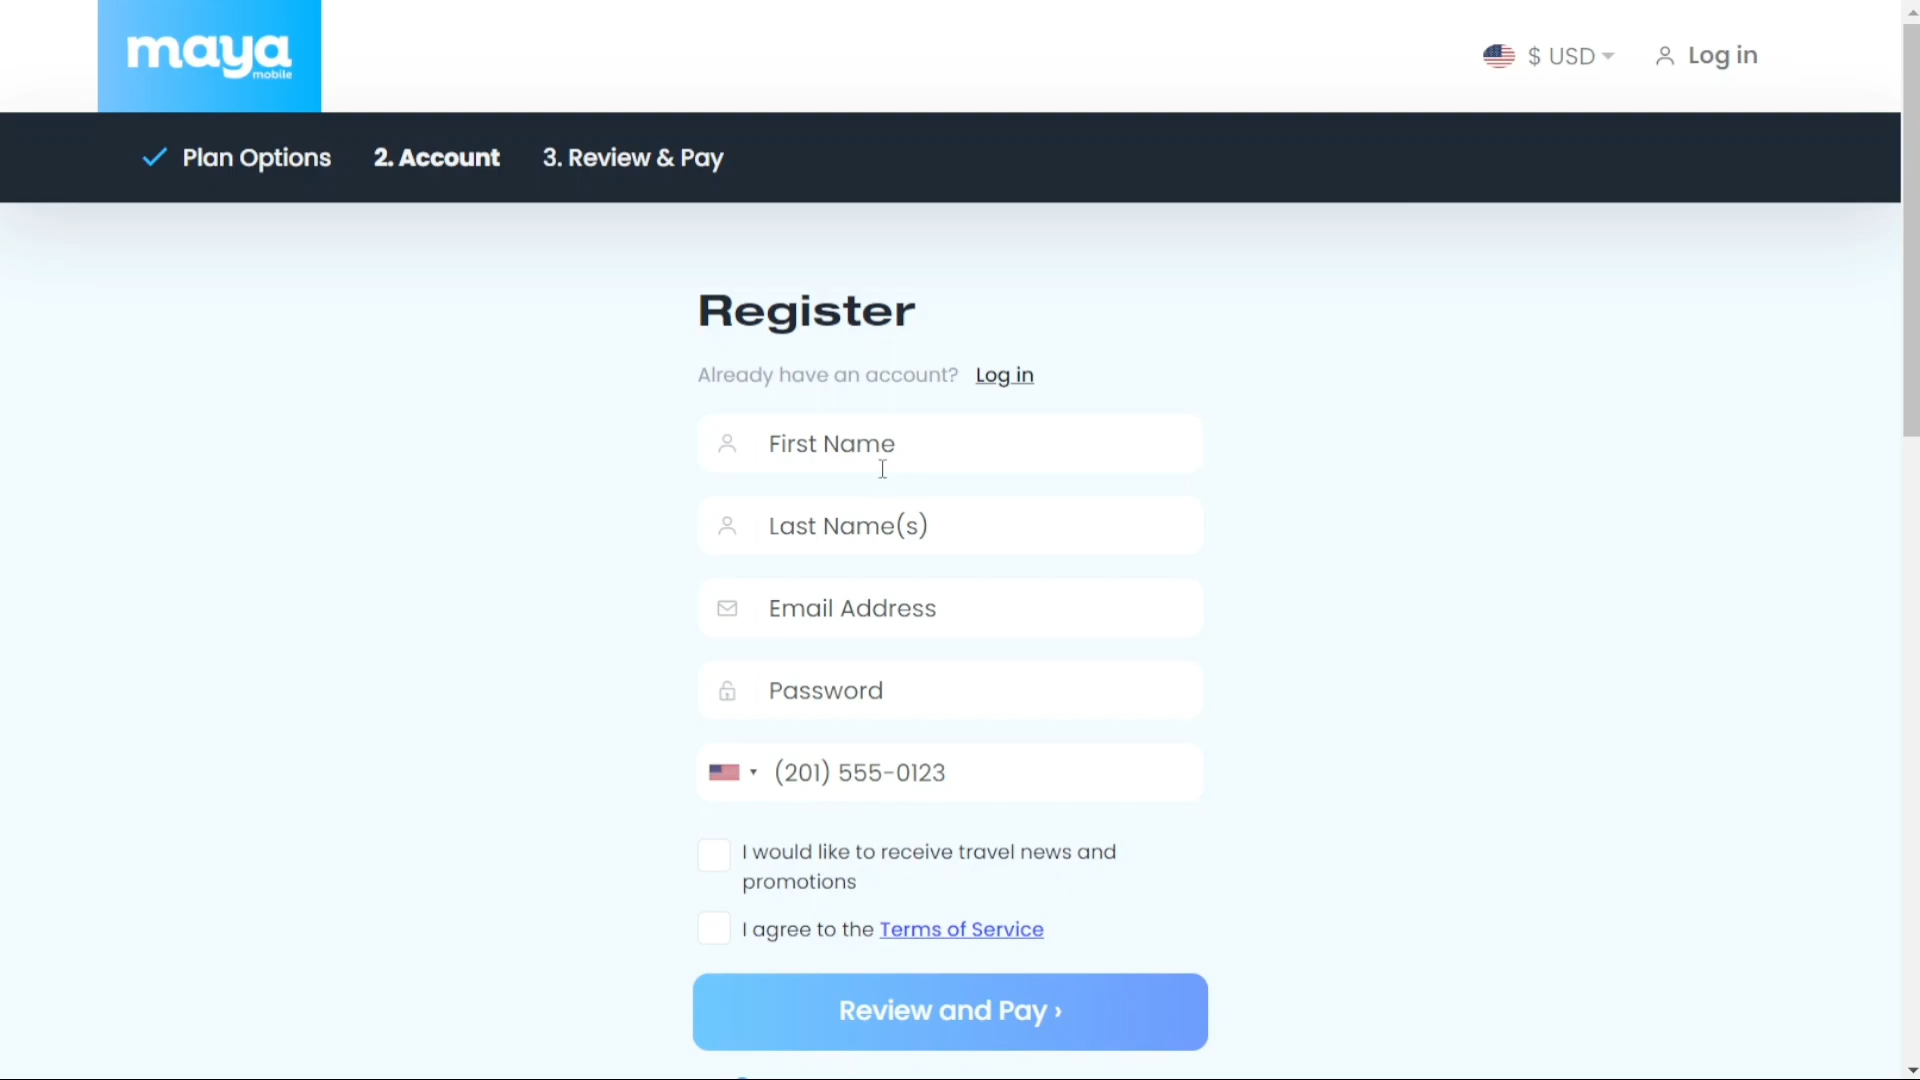 maya
mobile
$ USD
Log in
Plan Options
2. Account
3. Review & Pay
Register
Already have an account? Log in
First Name
Last Name(s)
Email Address
Password
(201) 555-0123
I would like to receive travel news and
promotions
I agree to the Terms of Service
Review and Pay ›